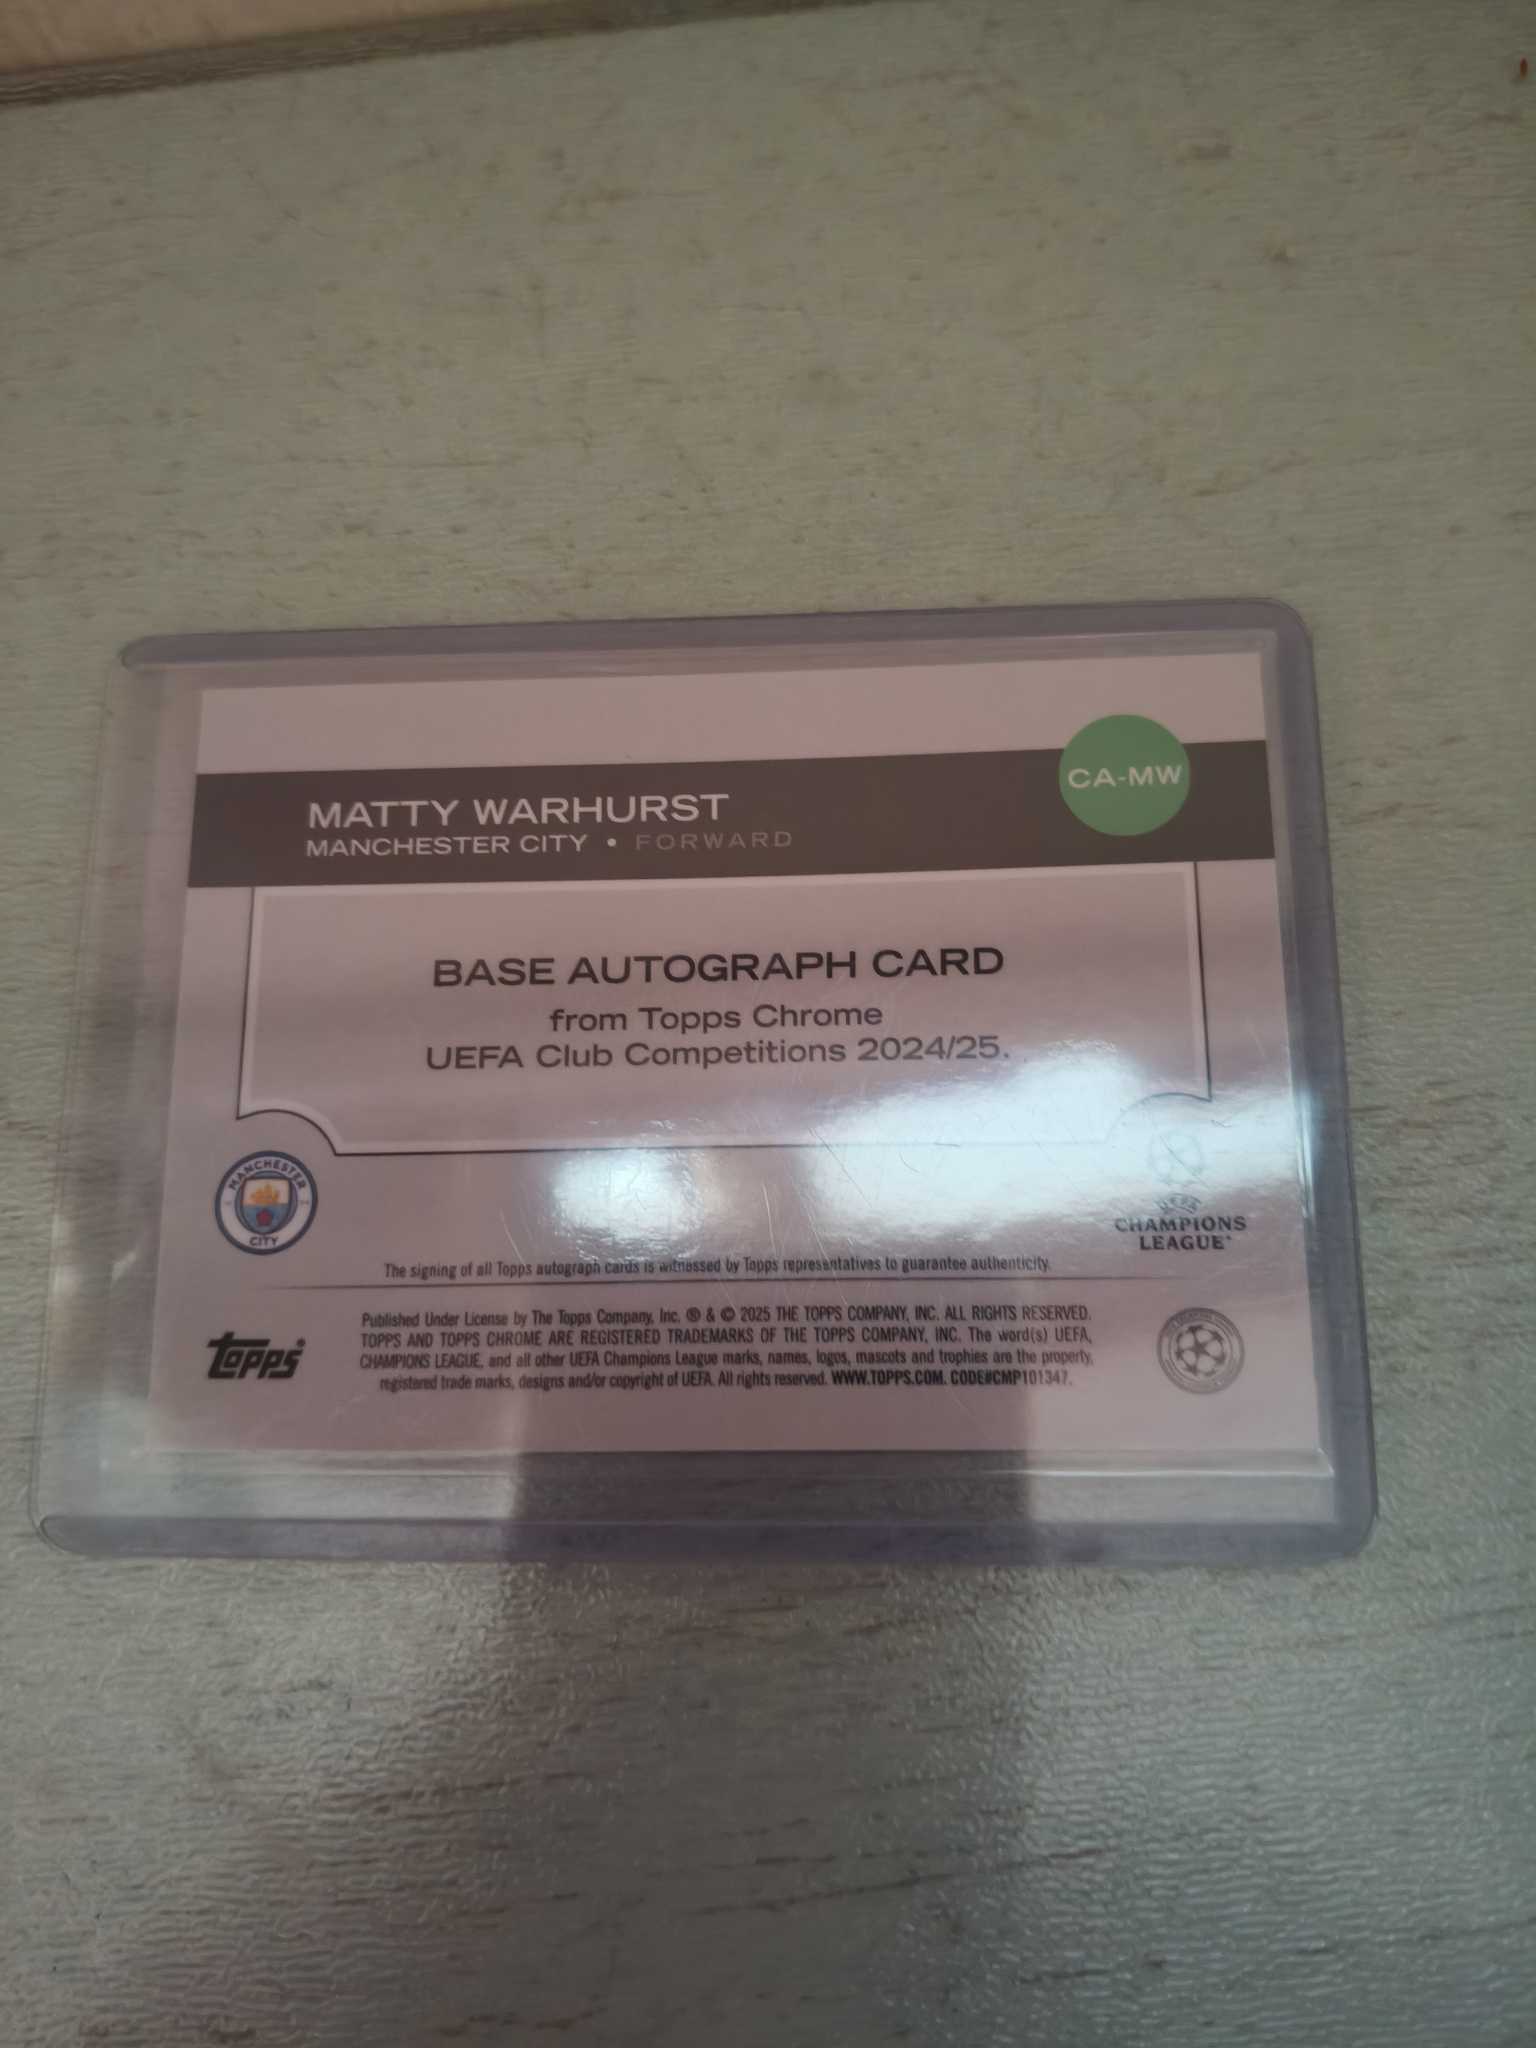 CA-MW
MATTY WARHURST
MANCHESTER CITY • FORWARD
BASE AUTOGRAPH CARD
from Topps Chrome
UEFA Club Competitions 2024/25.
MANCHESTER
CITY
UEFA
CHAMPIONS
LEAGUE
The signing of all Topps autograph cards is witnessed by Topps representatives to guarantee authenticity.
topps
Published Under License by The Topps Company, Inc. ® & © 2025 THE TOPPS COMPANY, INC. ALL RIGHTS RESERVED.
TOPPS AND TOPPS CHROME ARE REGISTERED TRADEMARKS OF THE TOPPS COMPANY, INC. The word(s) UEFA,
CHAMPIONS LEAGUE, and all other UEFA Champions League marks, names, logos, mascots and trophies are the property,
registered trade marks, designs and/or copyright of UEFA. All rights reserved. WWW.TOPPS.COM. CODE#CMP101347.